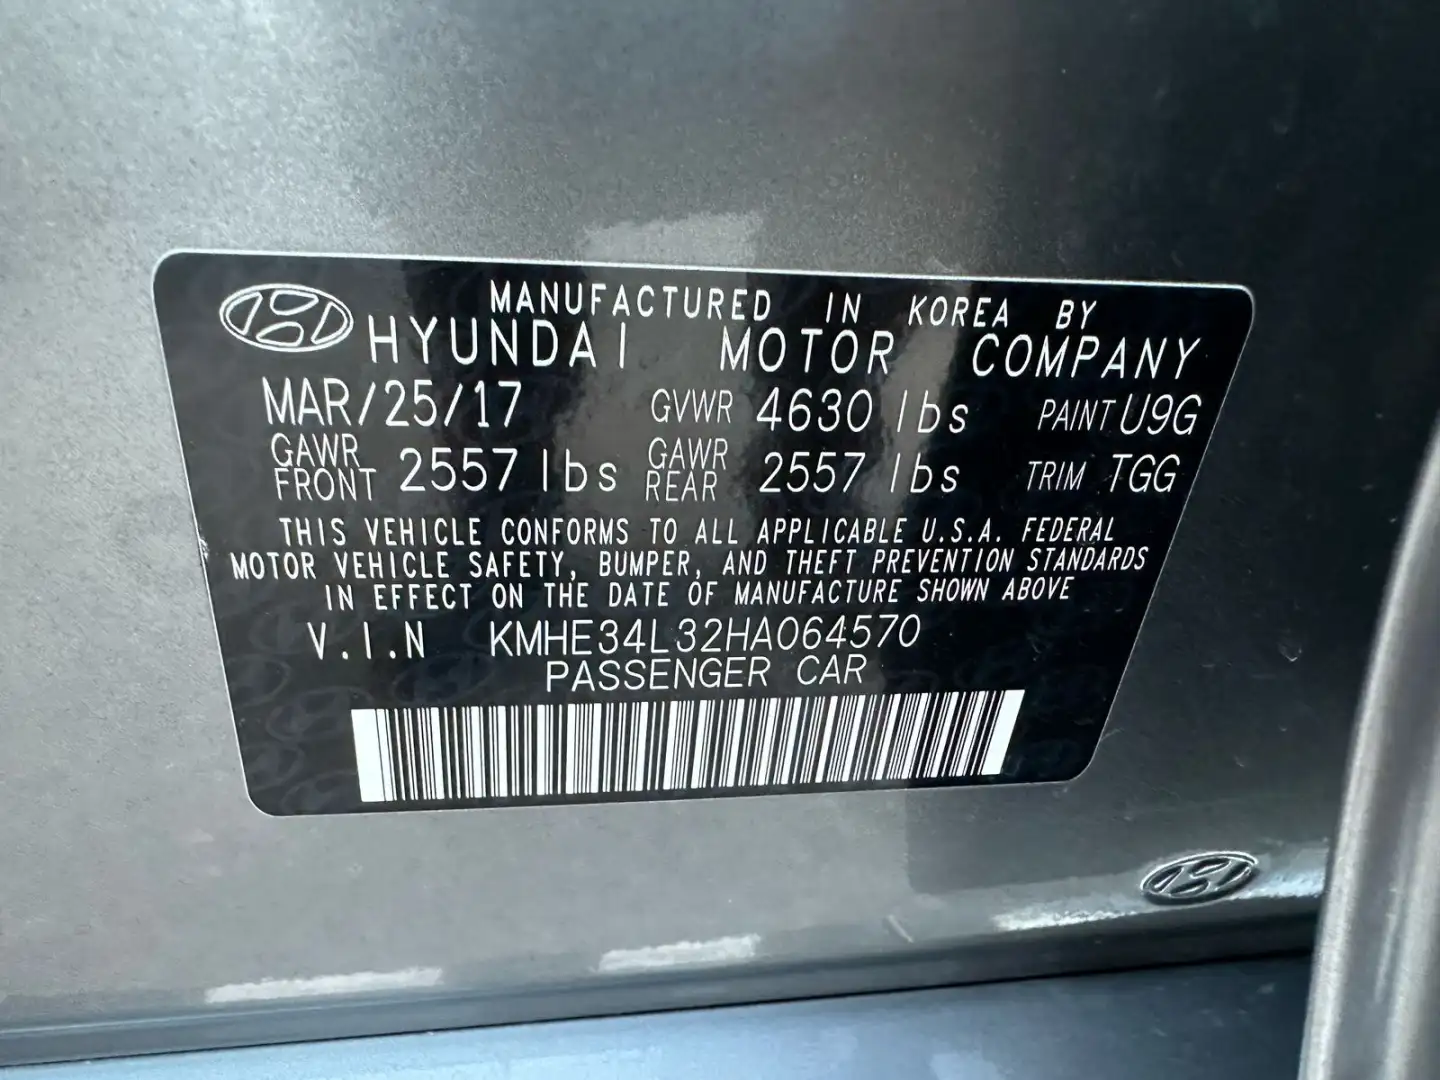 MANUFACTURED IN KOREA BY
HYUNDAI MOTOR COMPANY
MAR/25/17 GVWR 4630 lbs PAINT U9G
GAWR FRONT 2557 lbs GAWR REAR 2557 lbs TRIM TGG
THIS VEHICLE CONFORMS TO ALL APPLICABLE U.S.A. FEDERAL
MOTOR VEHICLE SAFETY, BUMPER, AND THEFT PREVENTION STANDARDS
IN EFFECT ON THE DATE OF MANUFACTURE SHOWN ABOVE
V.I.N KMHE34L32HA064570
PASSENGER CAR